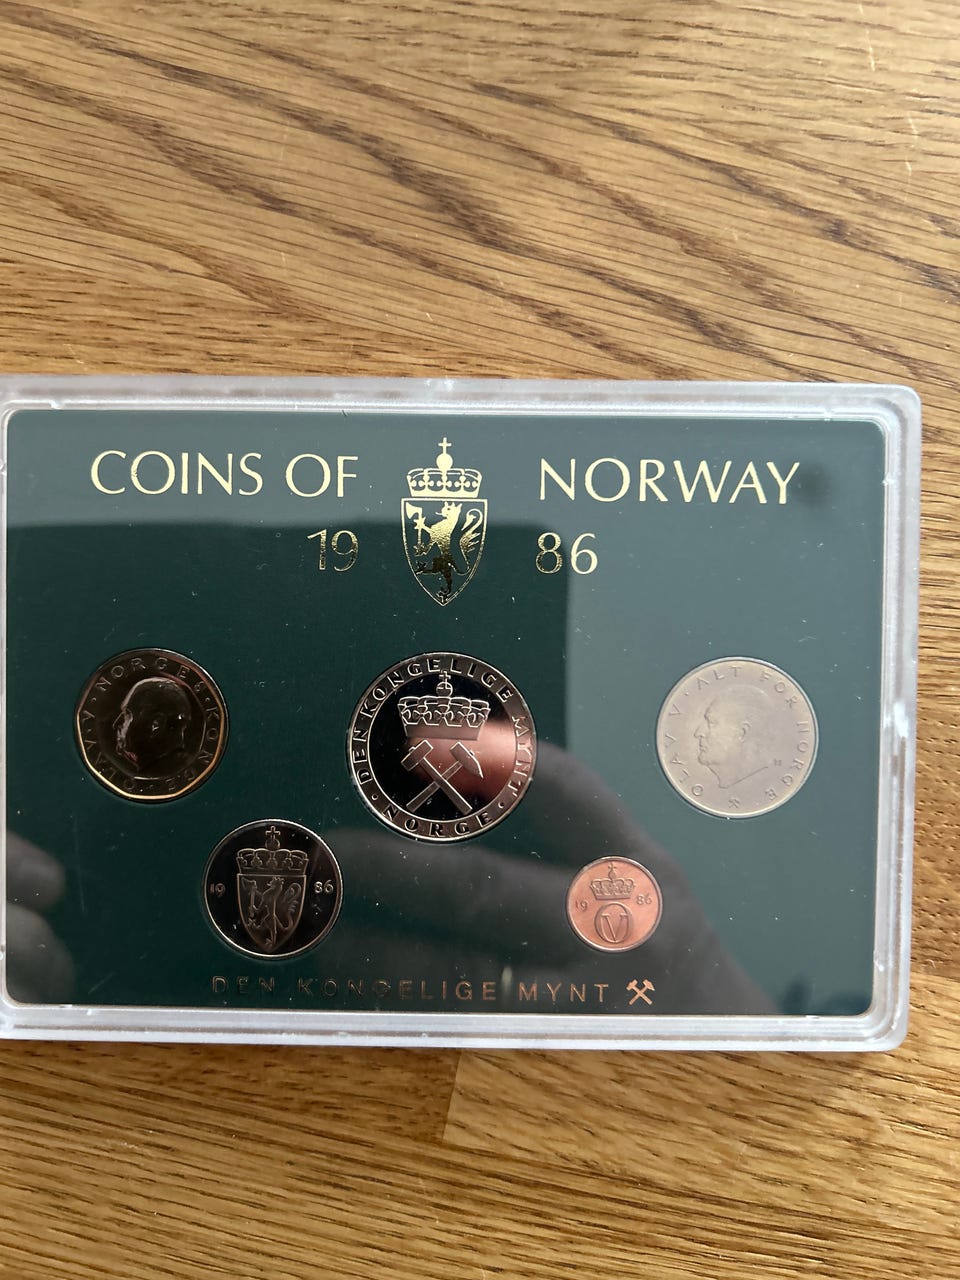 COINS OF NORWAY
19 86
OLAV·V·NORGES·KONGE
DEN KONGELIGE MYNT
·NORGE·
OLAV V·ALT FOR NORGE
19 86
19 86
V
DEN KONGELIGE MYNT